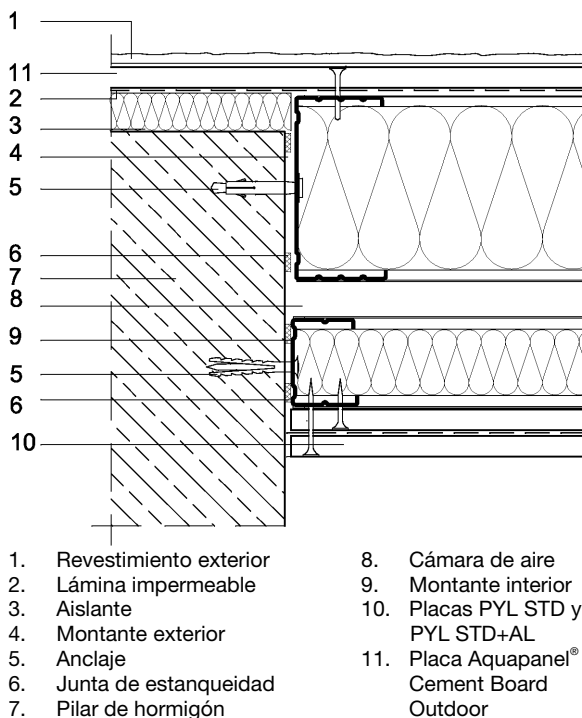 1
11
2
3
4
5
6
7
8
9
5
6
10
1. Revestimiento exterior
2. Lámina impermeable
3. Aislante
4. Montante exterior
5. Anclaje
6. Junta de estanqueidad
7. Pilar de hormigón
8. Cámara de aire
9. Montante interior
10. Placas PYL STD y
PYL STD+AL
11. Placa Aquapanel®
Cement Board
Outdoor